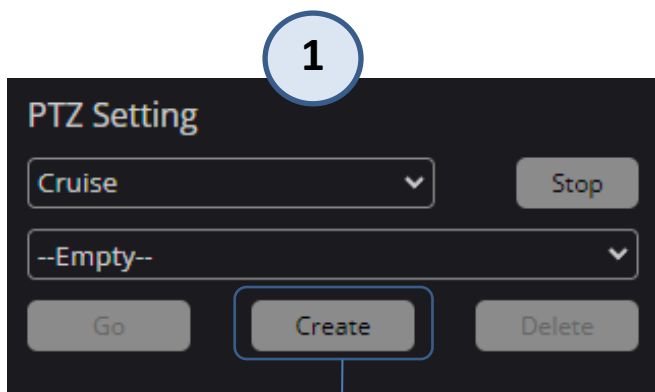 1
PTZ Setting
Cruise Stop
--Empty--
Go Create Delete